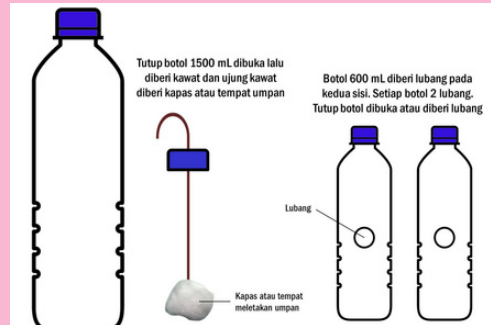 Tutup botol 1500 mL dibuka lalu
diberi kawat dan ujung kawat
diberi kapas atau tempat umpan
Botol 600 mL diberi lubang pada
kedua sisi. Setiap botol 2 lubang.
Tutup botol dibuka atau diberi lubang
Lubang
Kapas atau tempat
meletakan umpan